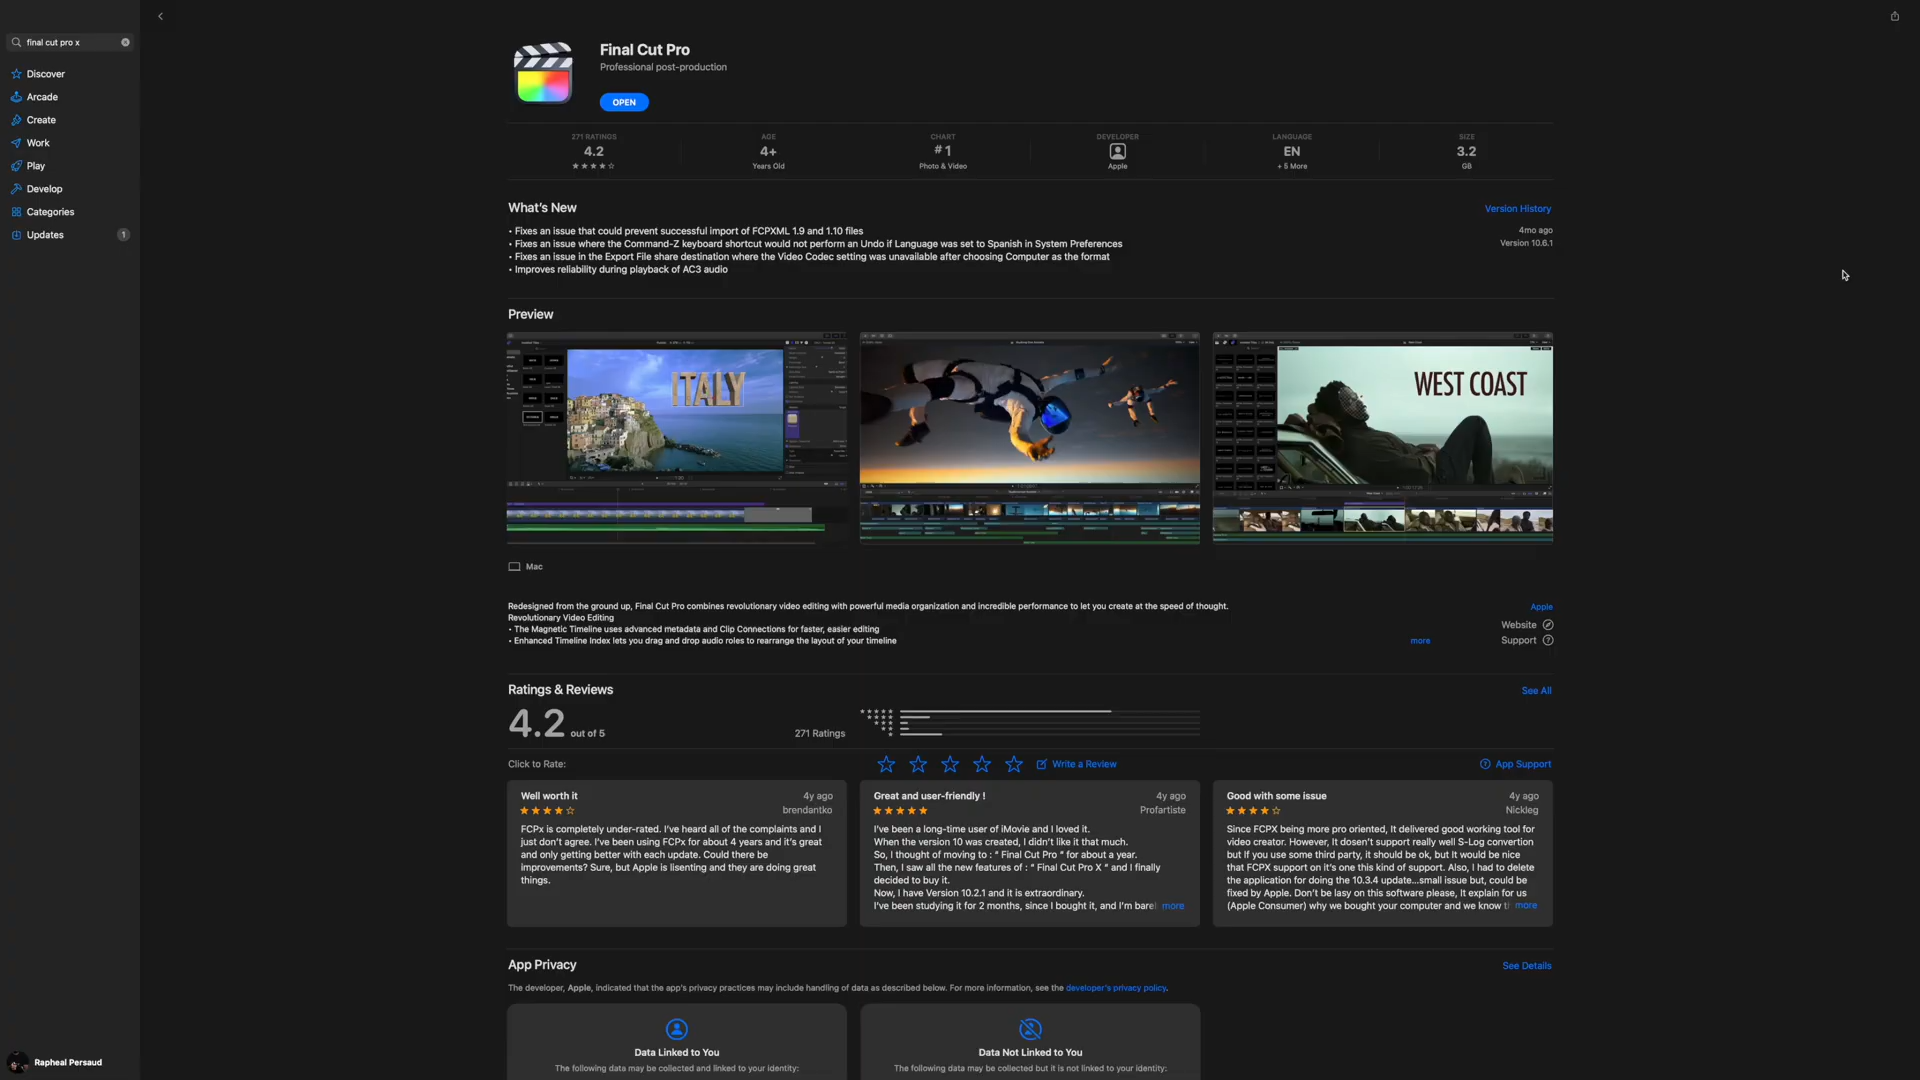 final cut pro x
Discover
Arcade
Create
Work
Play
Develop
Categories
Updates
1
Final Cut Pro
Professional post-production
OPEN
271 RATINGS
4.2
AGE
4+
Years Old
CHART
#1
Photo & Video
DEVELOPER
Apple
LANGUAGE
EN
+ 5 More
SIZE
3.2
GB
What's New
Version History
• Fixes an issue that could prevent successful import of FCPXML 1.9 and 1.10 files
• Fixes an issue where the Command-Z keyboard shortcut would not perform an Undo if Language was set to Spanish in System Preferences
• Fixes an issue in the Export File share destination where the Video Codec setting was unavailable after choosing Computer as the format
• Improves reliability during playback of AC3 audio
4mo ago
Version 10.6.1
Preview
ITALY
WEST COAST
Mac
Redesigned from the ground up, Final Cut Pro combines revolutionary video editing with powerful media organization and incredible performance to let you create at the speed of thought.
Revolutionary Video Editing
• The Magnetic Timeline uses advanced metadata and Clip Connections for faster, easier editing
• Enhanced Timeline Index lets you drag and drop audio roles to rearrange the layout of your timeline
more
Apple
Website
Support
Ratings & Reviews
See All
4.2 out of 5
271 Ratings
Click to Rate:
Write a Review
App Support
Well worth it
4y ago
brendantko
FCPx is completely under-rated. I've heard all of the complaints and I
just don't agree. I've been using FCPx for about 4 years and it's great
and only getting better with each update. Could there be
improvements? Sure, but Apple is lisenting and they are doing great
things.
Great and user-friendly !
4y ago
Profartiste
I've been a long-time user of iMovie and I loved it.
When the version 10 was created, I didn't like it that much.
So, I thought of moving to : " Final Cut Pro " for about a year.
Then, I saw all the new features of : " Final Cut Pro X " and I finally
decided to buy it.
Now, I have Version 10.2.1 and it is extraordinary.
I've been studying it for 2 months, since I bought it, and I'm barel more
Good with some issue
4y ago
Nickleg
Since FCPX being more pro oriented, It delivered good working tool for
video creator. However, It dosen't support really well S-Log convertion
but If you use some third party, it should be ok, but It would be nice
that FCPX support on it's one this kind of support. Also, I had to delete
the application for doing the 10.3.4 update...small issue but, could be
fixed by Apple. Don't be lasy on this software please, It explain for us
(Apple Consumer) why we bought your computer and we know t more
App Privacy
See Details
The developer, Apple, indicated that the app's privacy practices may include handling of data as described below. For more information, see the developer's privacy policy.
Data Linked to You
The following data may be collected and linked to your identity:
Data Not Linked to You
The following data may be collected but it is not linked to your identity:
Rapheal Persaud